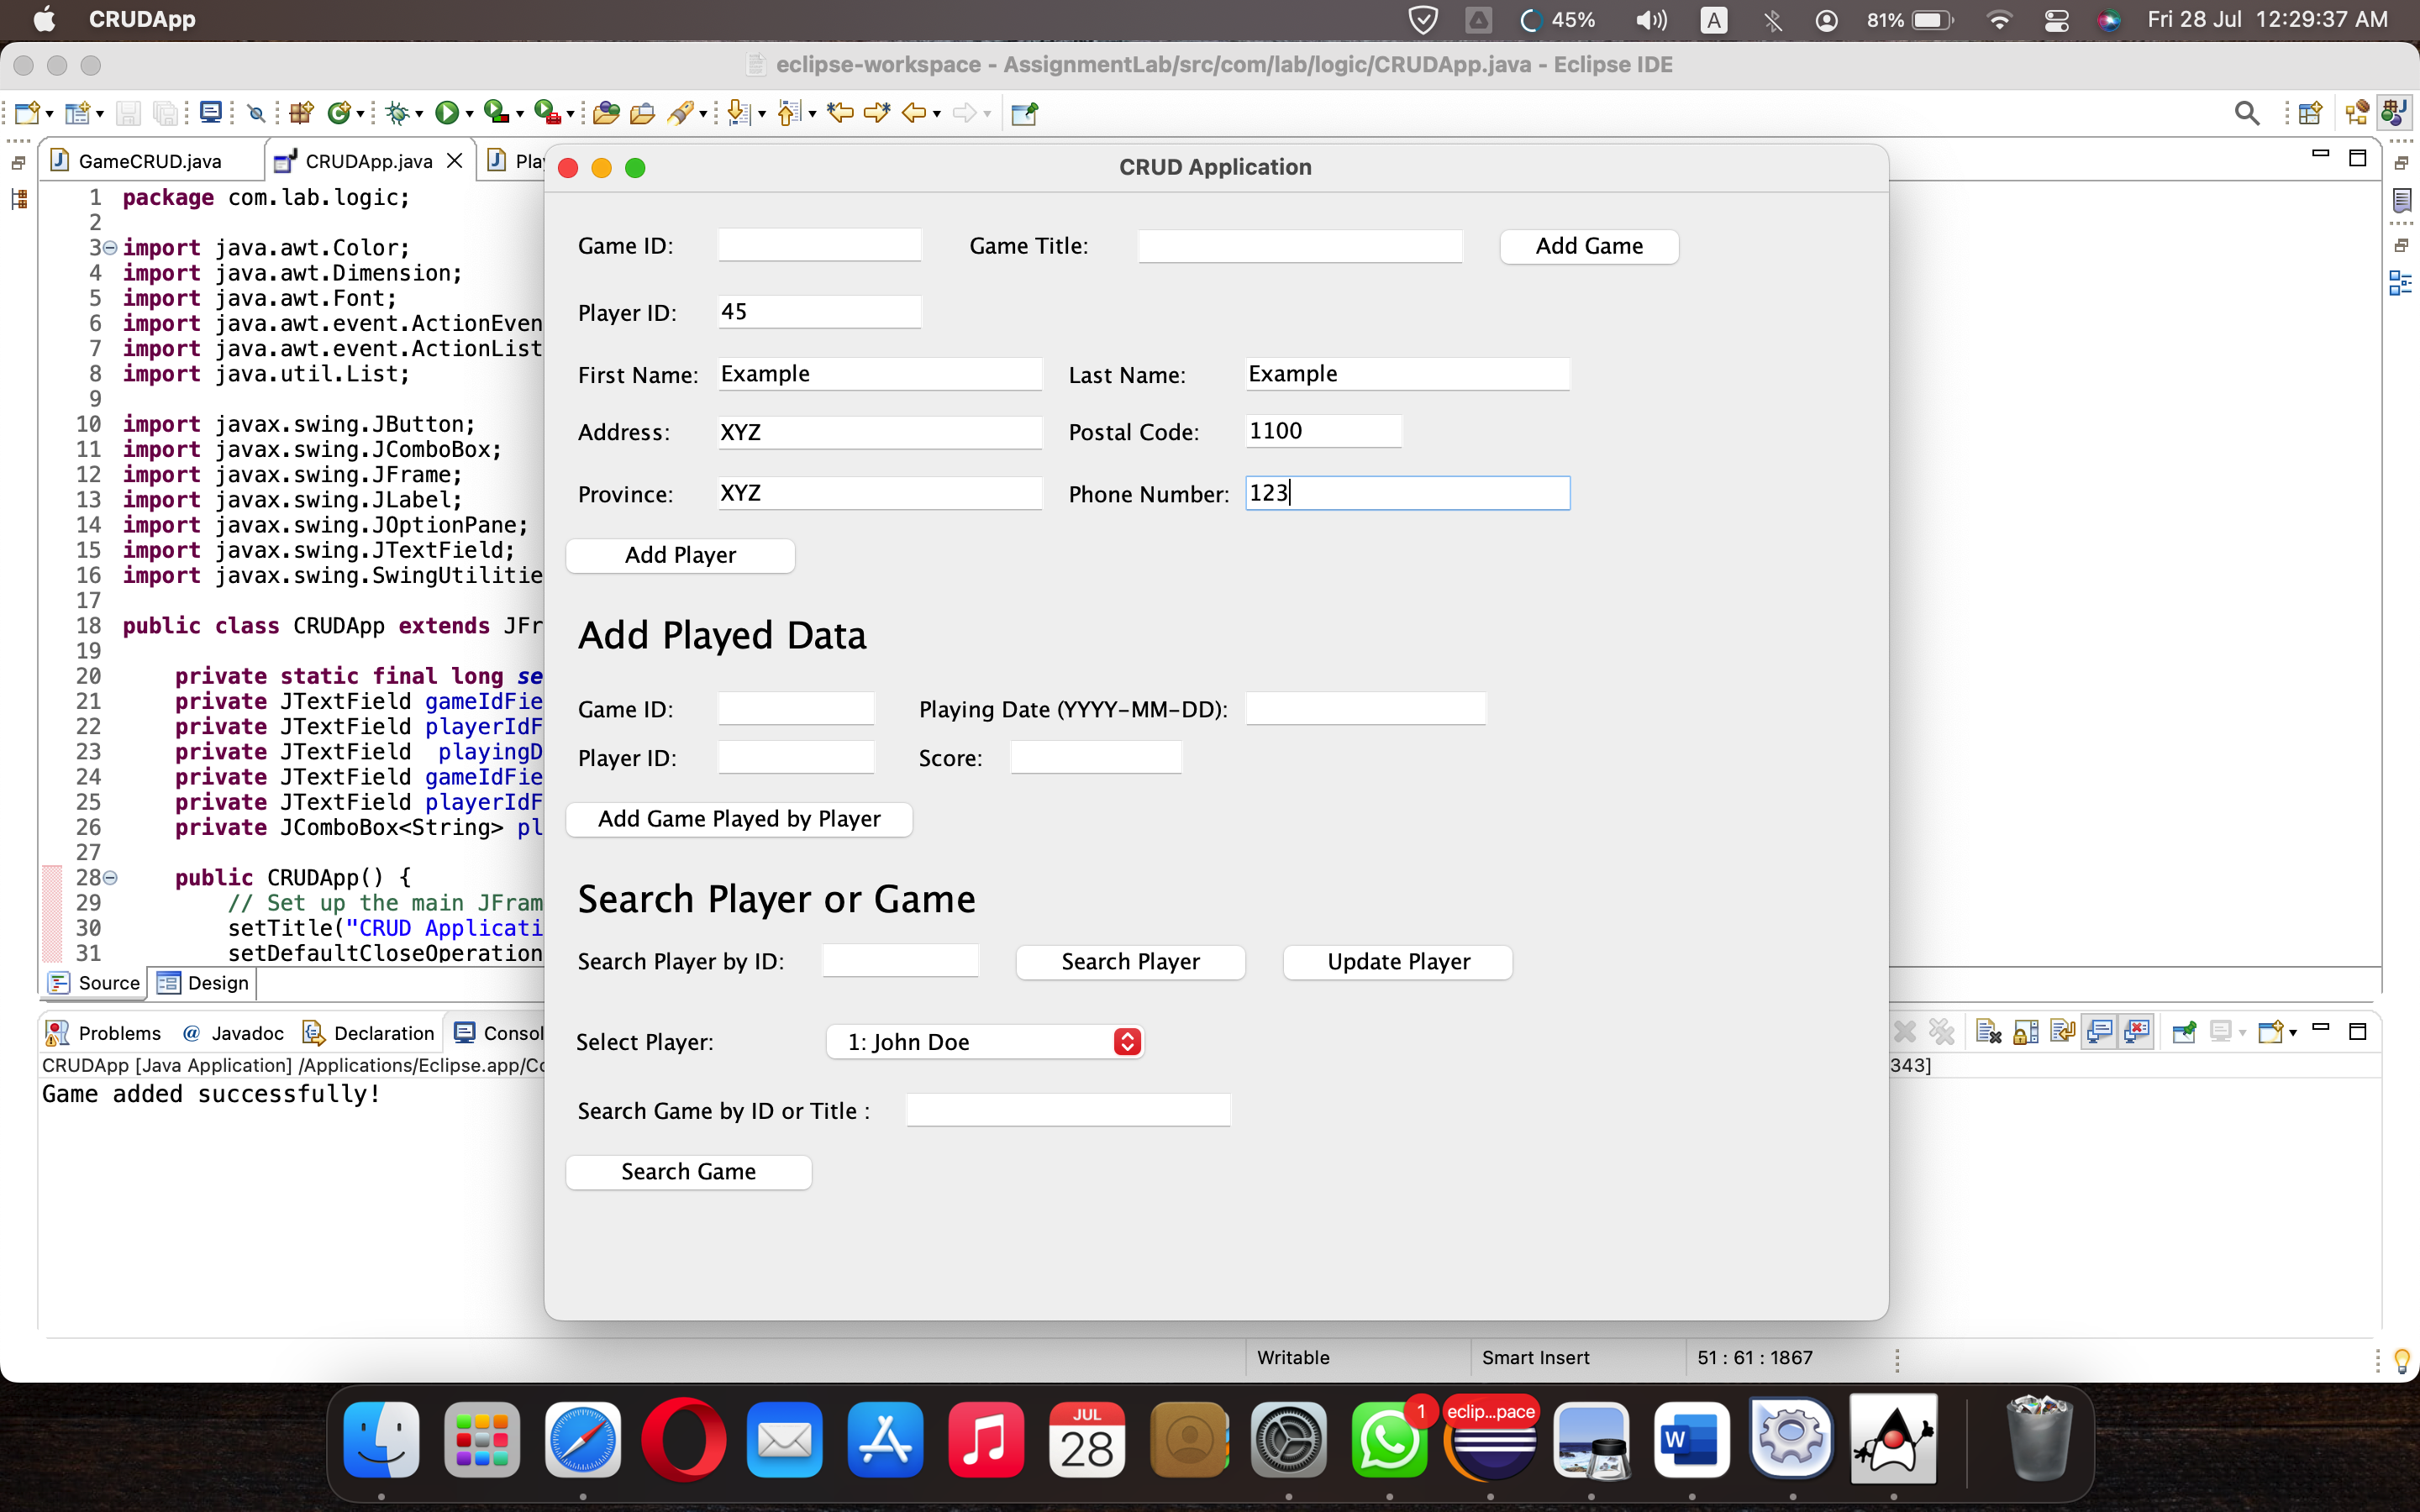 CRUDApp
45%
A
81%
Fri 28 Jul 12:29:37 AM
eclipse-workspace - AssignmentLab/src/com/lab/logic/CRUDApp.java - Eclipse IDE
GameCRUD.java
CRUDApp.java
Pla
1 package com.lab.logic;
2
3 import java.awt.Color;
4 import java.awt.Dimension;
5 import java.awt.Font;
6 import java.awt.event.ActionEven
7 import java.awt.event.ActionList
8 import java.util.List;
9
10 import javax.swing.JButton;
11 import javax.swing.JComboBox;
12 import javax.swing.JFrame;
13 import javax.swing.JLabel;
14 import javax.swing.JOptionPane;
15 import javax.swing.JTextField;
16 import javax.swing.SwingUtilitie
17
18 public class CRUDApp extends JFr
19
20 private static final long se
21 private JTextField gameIdFie
22 private JTextField playerIdF
23 private JTextField playingD
24 private JTextField gameIdFie
25 private JTextField playerIdF
26 private JComboBox<String> pl
27
28 public CRUDApp() {
29 // Set up the main JFram
30 setTitle("CRUD Applicati
31 setDefaultCloseOperation
Source
Design
CRUD Application
Game ID:
Game Title:
Add Game
Player ID: 45
First Name: Example
Last Name: Example
Address: XYZ
Postal Code: 1100
Province: XYZ
Phone Number: 123
Add Player
Add Played Data
Game ID:
Playing Date (YYYY-MM-DD):
Player ID:
Score:
Add Game Played by Player
Search Player or Game
Search Player by ID:
Search Player
Update Player
Select Player:
1: John Doe
Search Game by ID or Title :
Search Game
Problems
@ Javadoc
Declaration
Consol
CRUDApp [Java Application] /Applications/Eclipse.app/Co
343]
Game added successfully!
Writable
Smart Insert
51 : 61 : 1867
JUL
28
1
eclip...pace
W